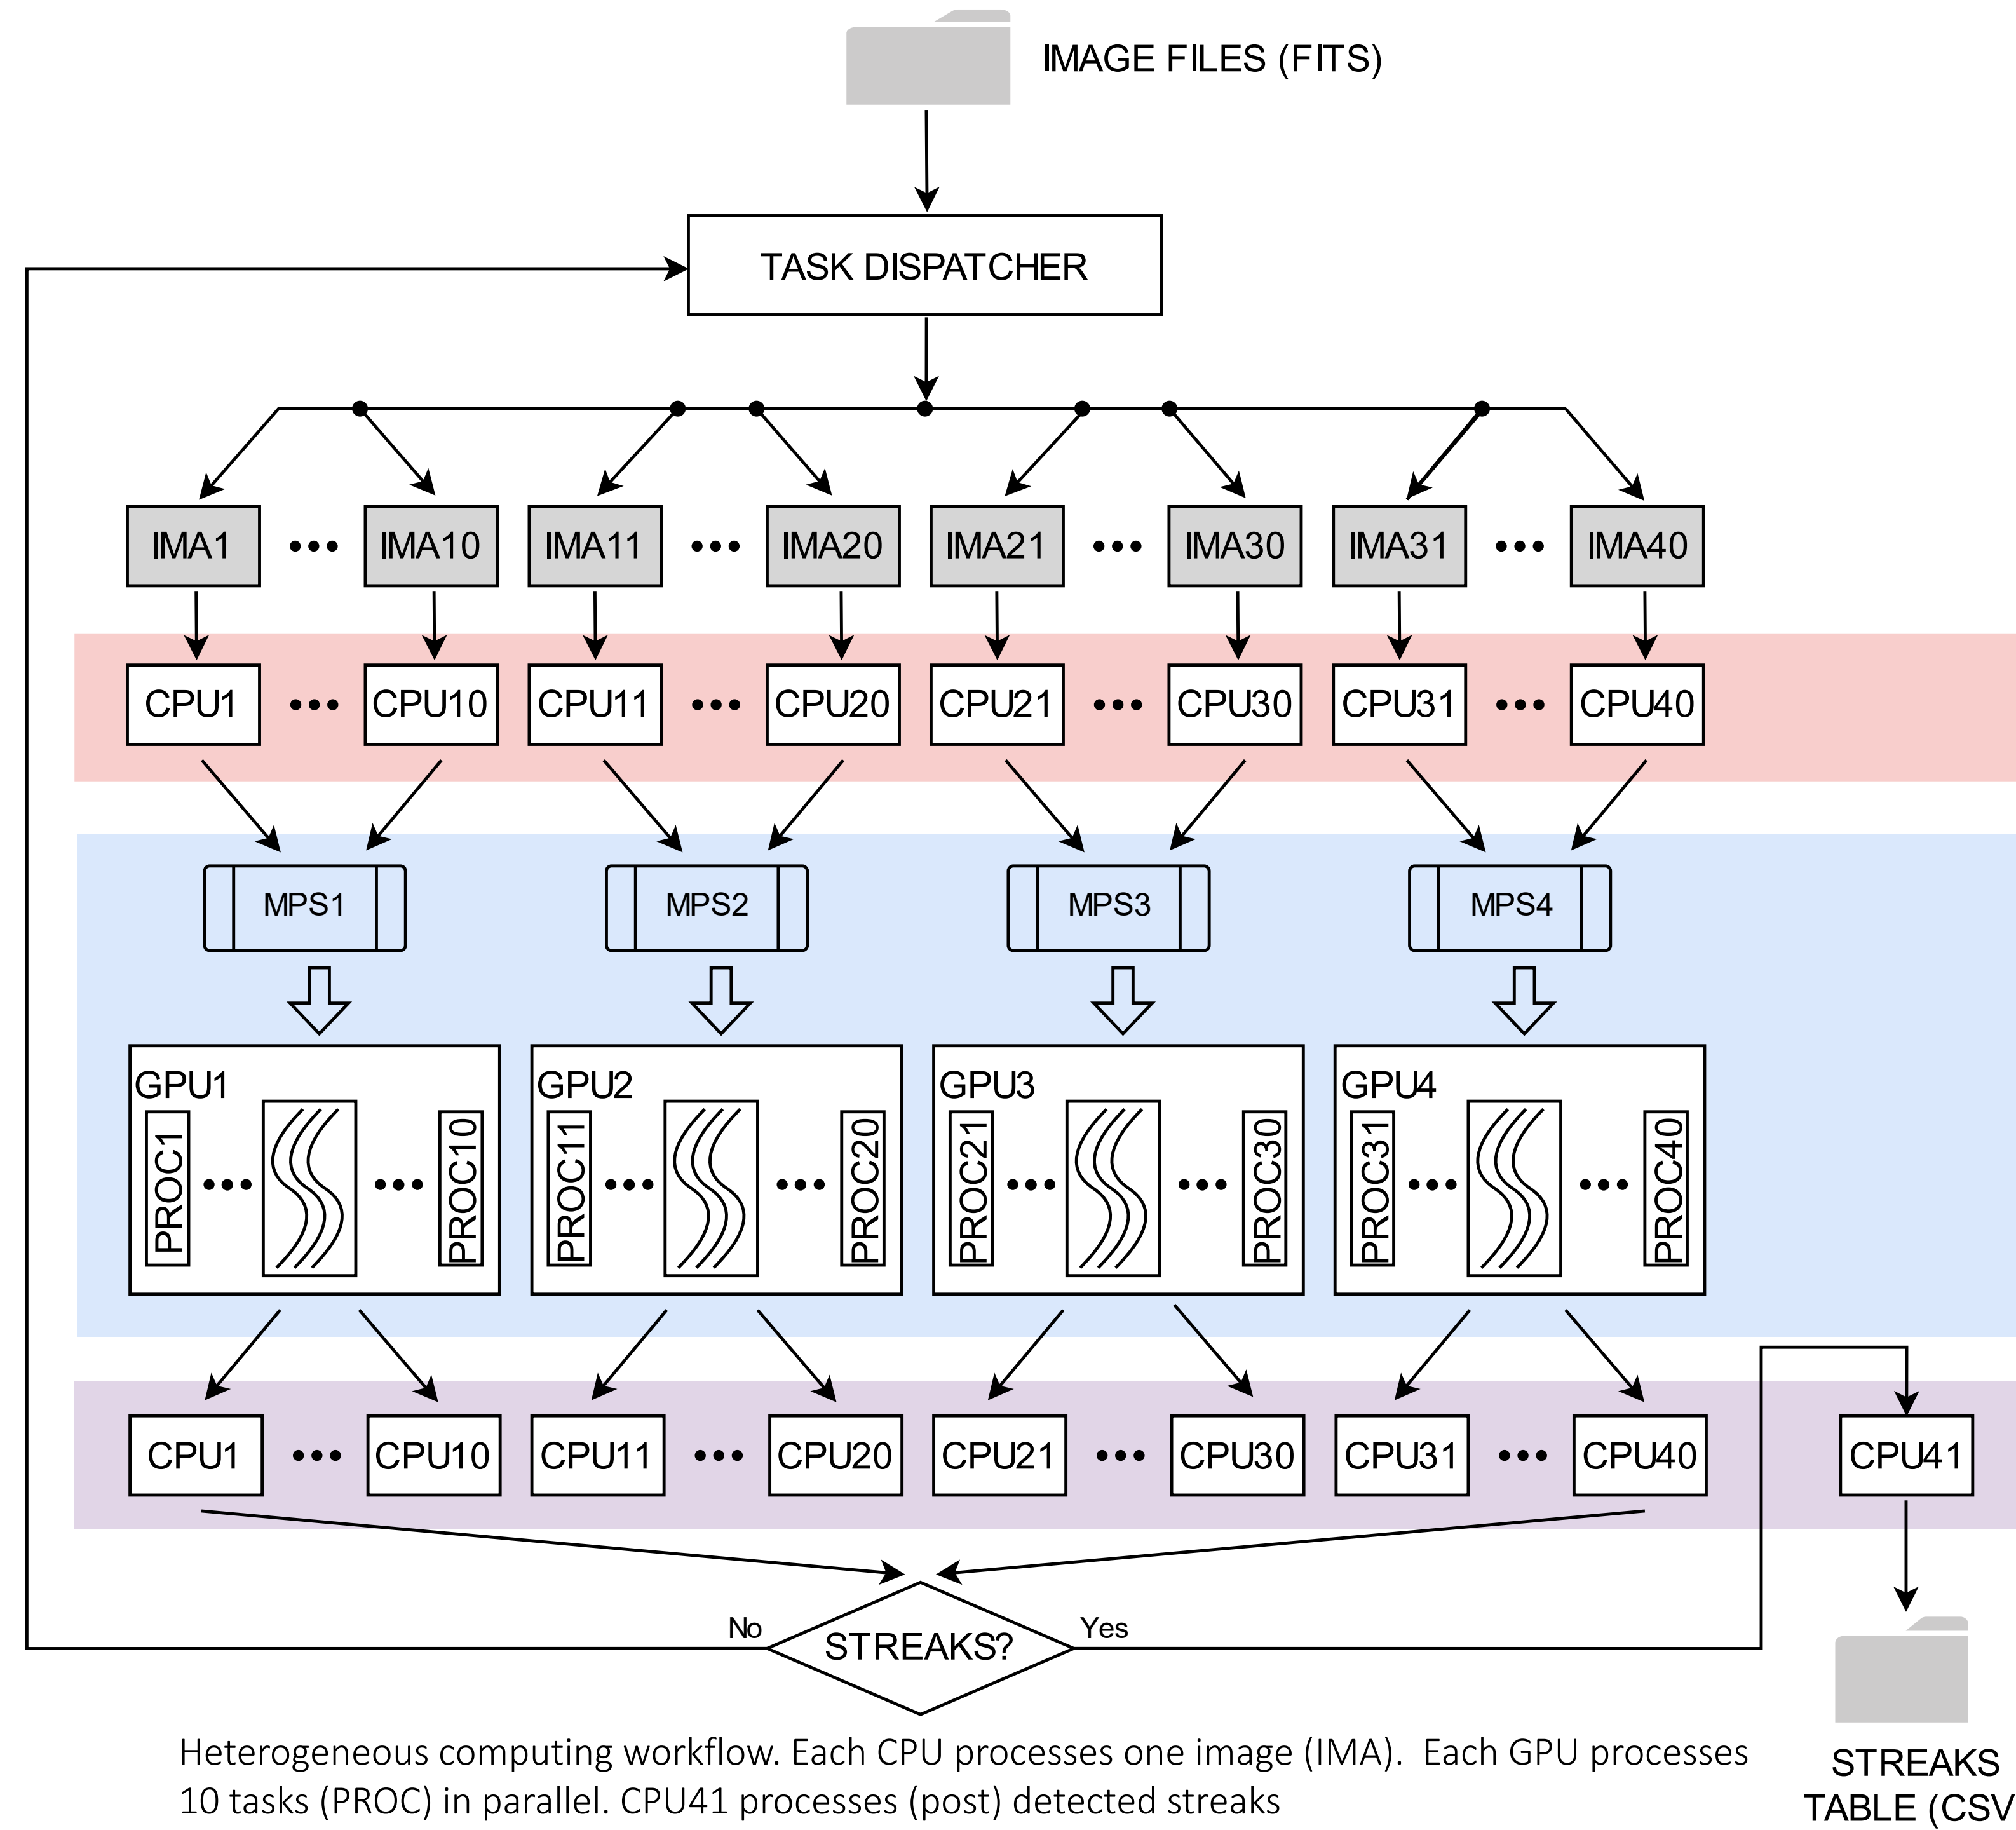 IMAGE FILES (FITS)
TASK DISPATCHER
IMA1 ••• IMA10 IMA11 ••• IMA20 IMA21 ••• IMA30 IMA31 ••• IMA40
CPU1 ••• CPU10 CPU11 ••• CPU20 CPU21 ••• CPU30 CPU31 ••• CPU40
MPS1 MPS2 MPS3 MPS4
GPU1 GPU2 GPU3 GPU4
PROC1 ••• ••• PROC10 PROC11 ••• ••• PROC20 PROC21 ••• ••• PROC30 PROC31 ••• ••• PROC40
CPU1 ••• CPU10 CPU11 ••• CPU20 CPU21 ••• CPU30 CPU31 ••• CPU40 CPU41
No STREAKS? Yes
Heterogeneous computing workflow. Each CPU processes one image (IMA). Each GPU processes
10 tasks (PROC) in parallel. CPU41 processes (post) detected streaks
STREAKS
TABLE (CSV